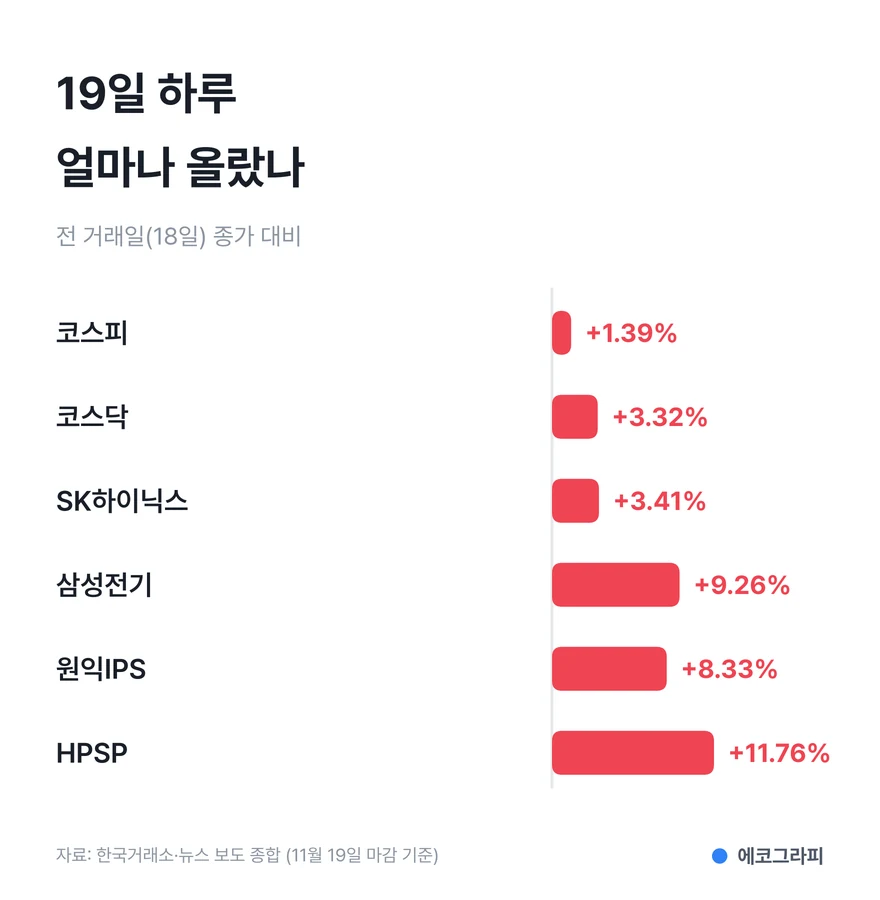 19일 하루
얼마나 올랐나
전 거래일(18일) 종가 대비
코스피 +1.39%
코스닥 +3.32%
SK하이닉스 +3.41%
삼성전기 +9.26%
원익IPS +8.33%
HPSP +11.76%
자료: 한국거래소·뉴스 보도 종합 (11월 19일 마감 기준)
에코그라피